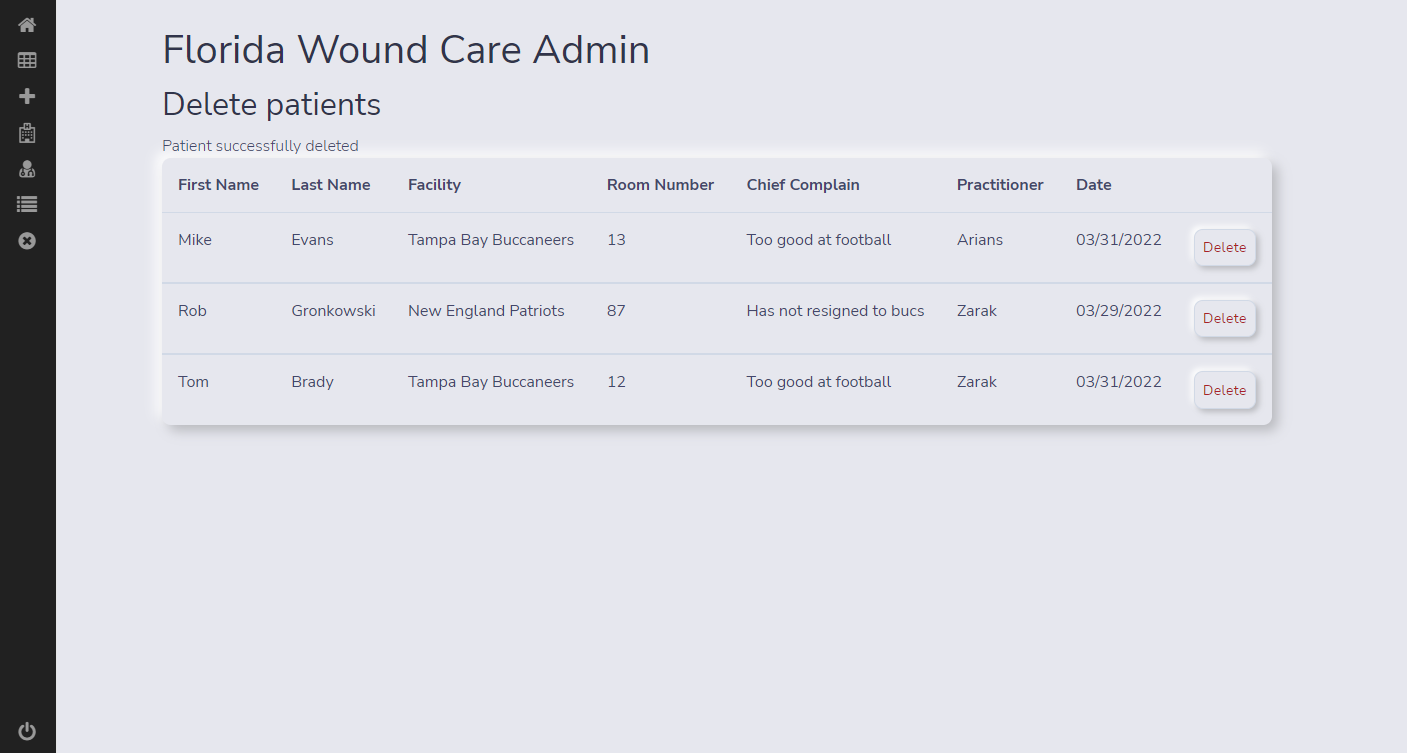 Florida Wound Care Admin
Delete patients
Patient successfully deleted
First Name Last Name Facility Room Number Chief Complain Practitioner Date
Mike Evans Tampa Bay Buccaneers 13 Too good at football Arians 03/31/2022 Delete
Rob Gronkowski New England Patriots 87 Has not resigned to bucs Zarak 03/29/2022 Delete
Tom Brady Tampa Bay Buccaneers 12 Too good at football Zarak 03/31/2022 Delete